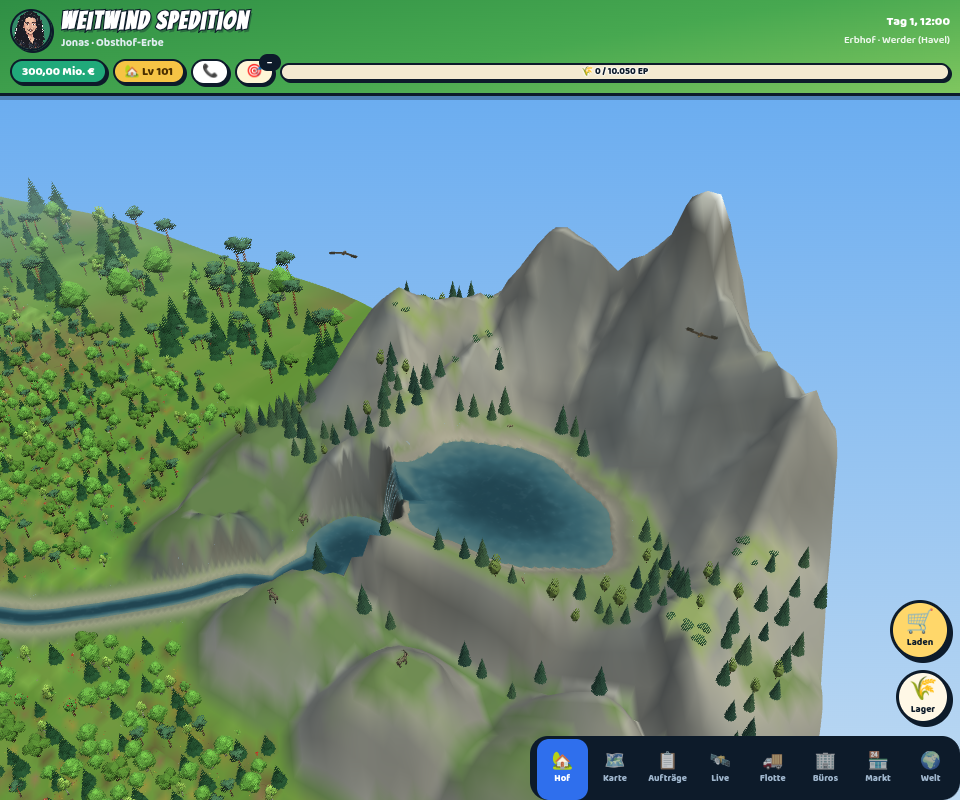 WEITWIND SPEDITION
Jonas · Obsthof-Erbe
Tag 1, 12:00
Erbhof · Werder (Havel)
300,00 Mio. €
Lv 101
–
0 / 10.050 EP
Laden
Lager
Hof
Karte
Aufträge
Live
Flotte
Büros
Markt
Welt